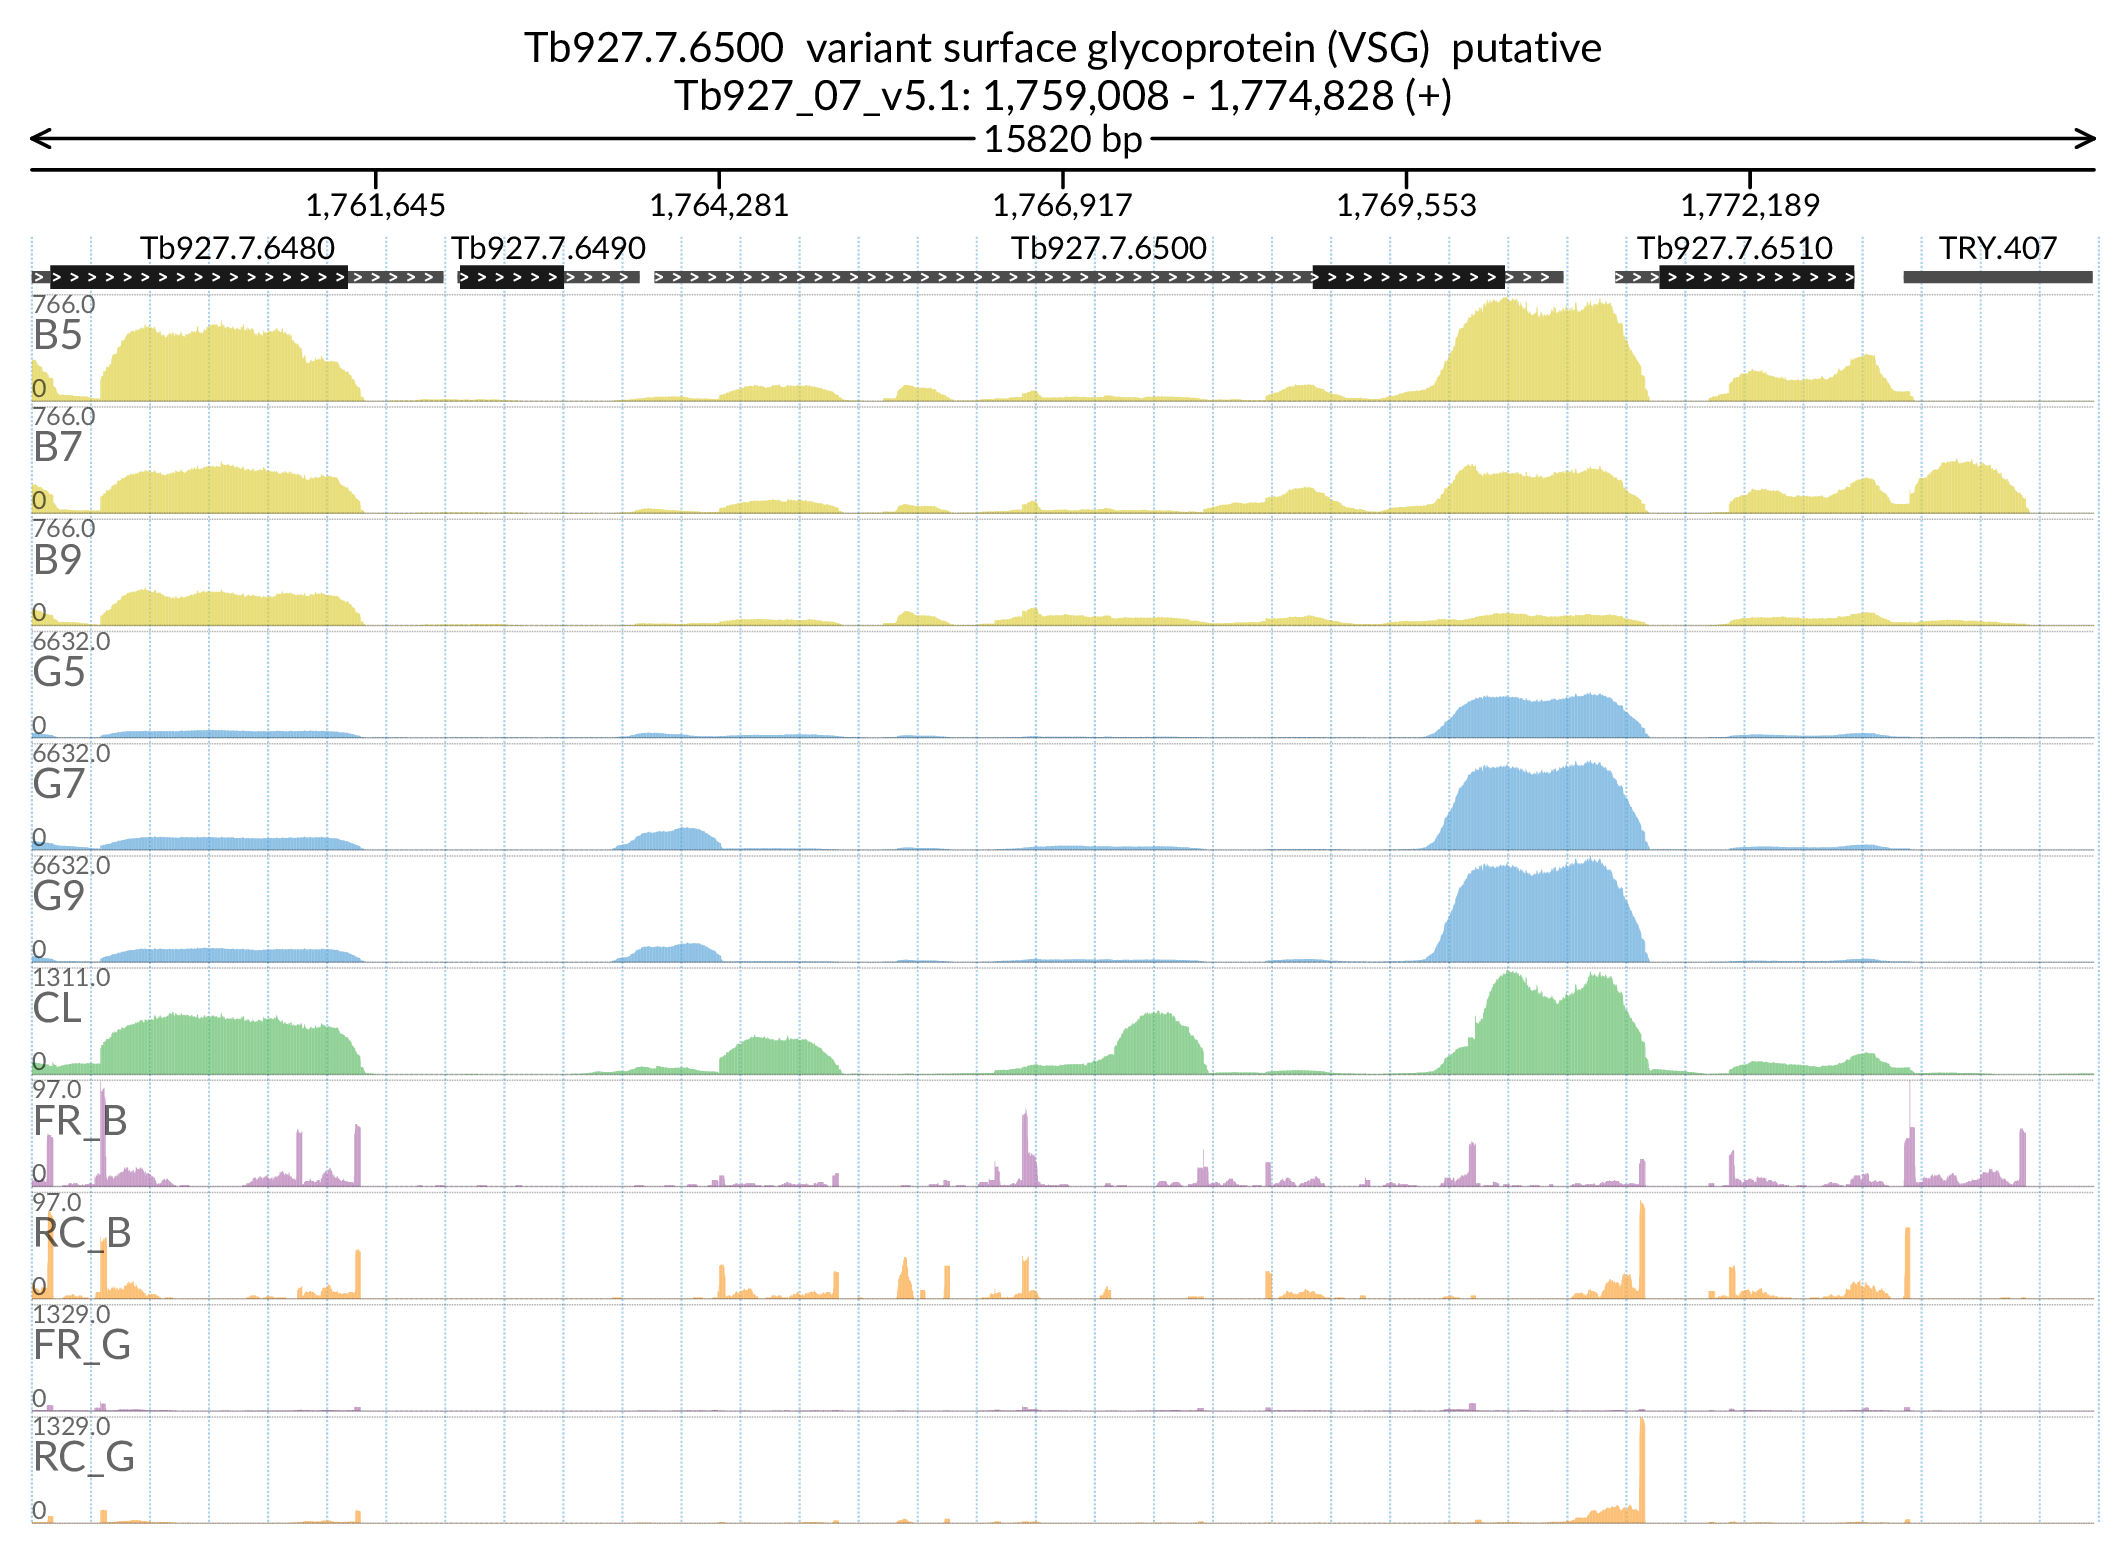 Tb927.7.6500 variant surface glycoprotein (VSG) putative
Tb927_07_v5.1: 1,759,008 - 1,774,828 (+)
15820 bp
1,761,645 1,764,281 1,766,917 1,769,553 1,772,189
Tb927.7.6480 Tb927.7.6490 Tb927.7.6500 Tb927.7.6510 TRY.407
766.0
B5
0
766.0
B7
0
766.0
B9
0
6632.0
G5
0
6632.0
G7
0
6632.0
G9
0
1311.0
CL
0
97.0
FR_B
0
97.0
RC_B
0
1329.0
FR_G
0
1329.0
RC_G
0